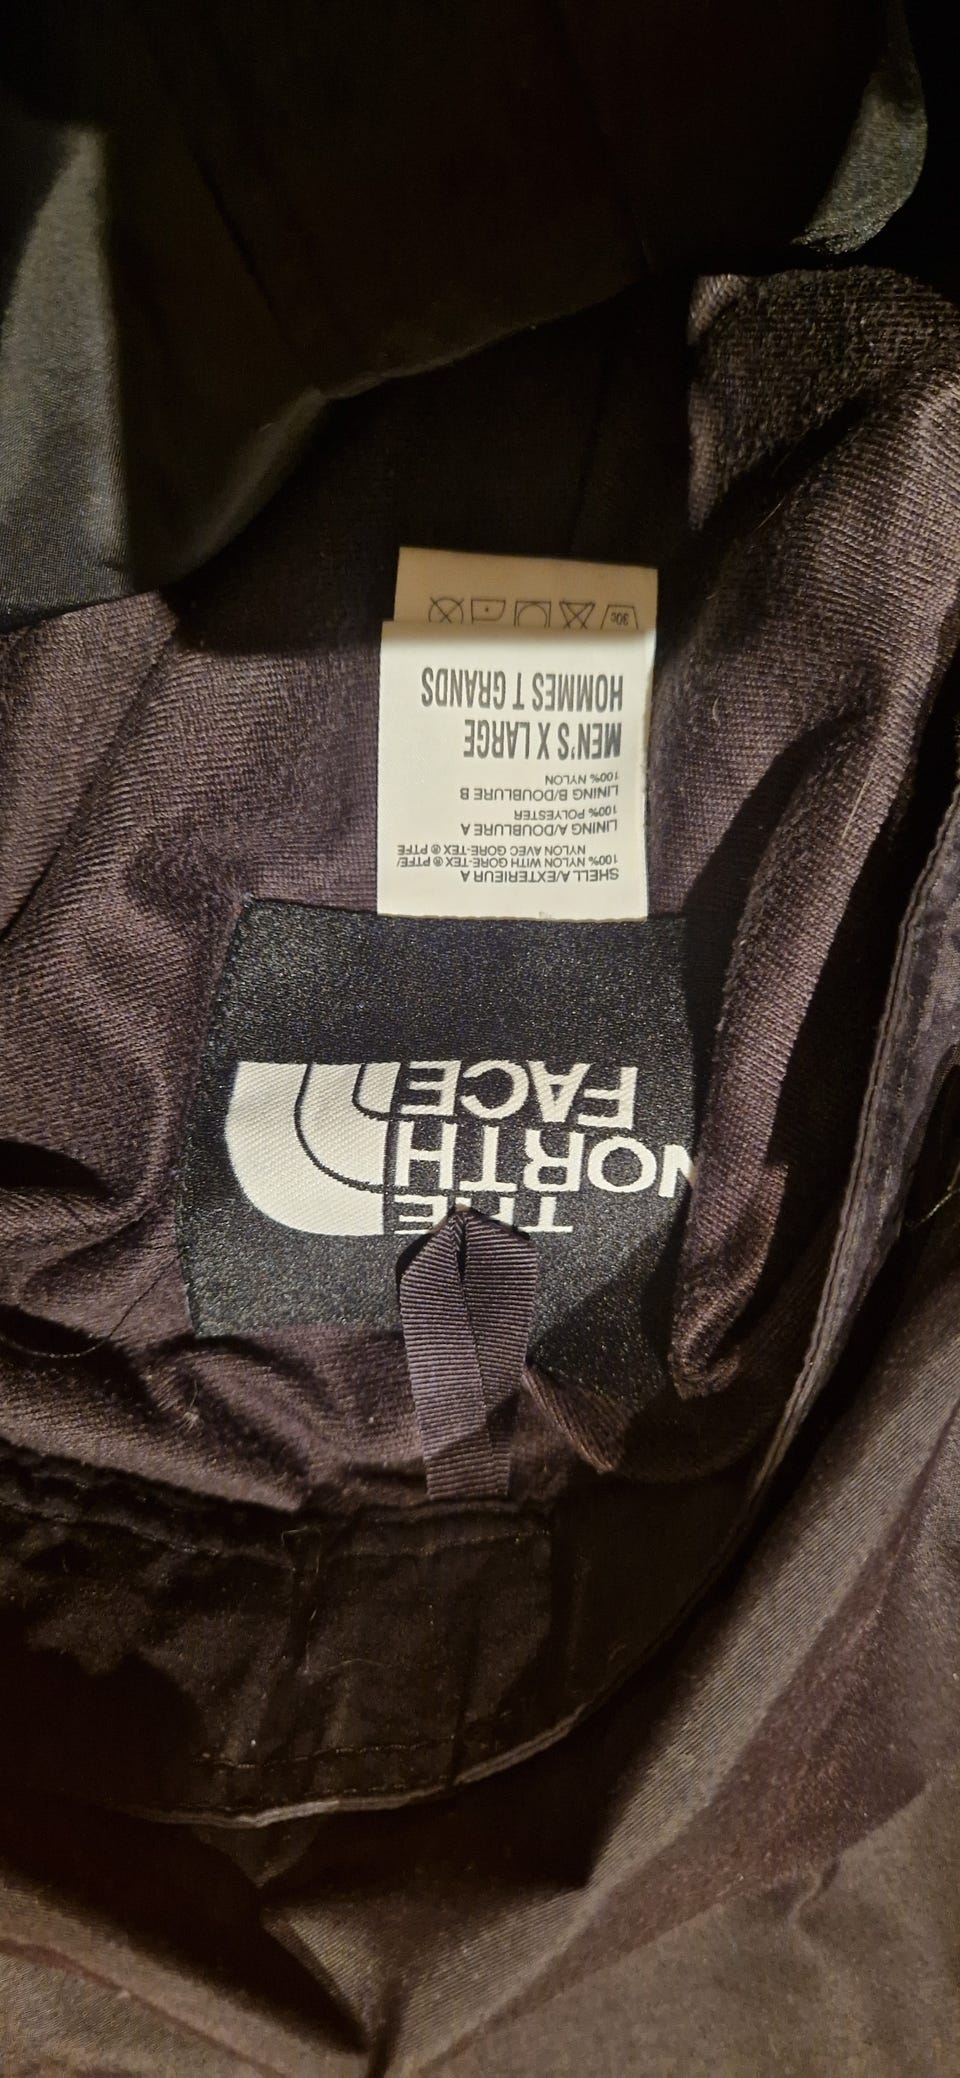 THE
NORTH
FACE
SHELL A/EXTERIEUR A
100% NYLON WITH GORE-TEX ® PTFE/
NYLON AVEC GORE-TEX ® PTFE
LINING A/DOUBLURE A
100% POLYESTER
LINING B/DOUBLURE B
100% NYLON
MEN'S X LARGE
HOMMES T GRANDS
30c